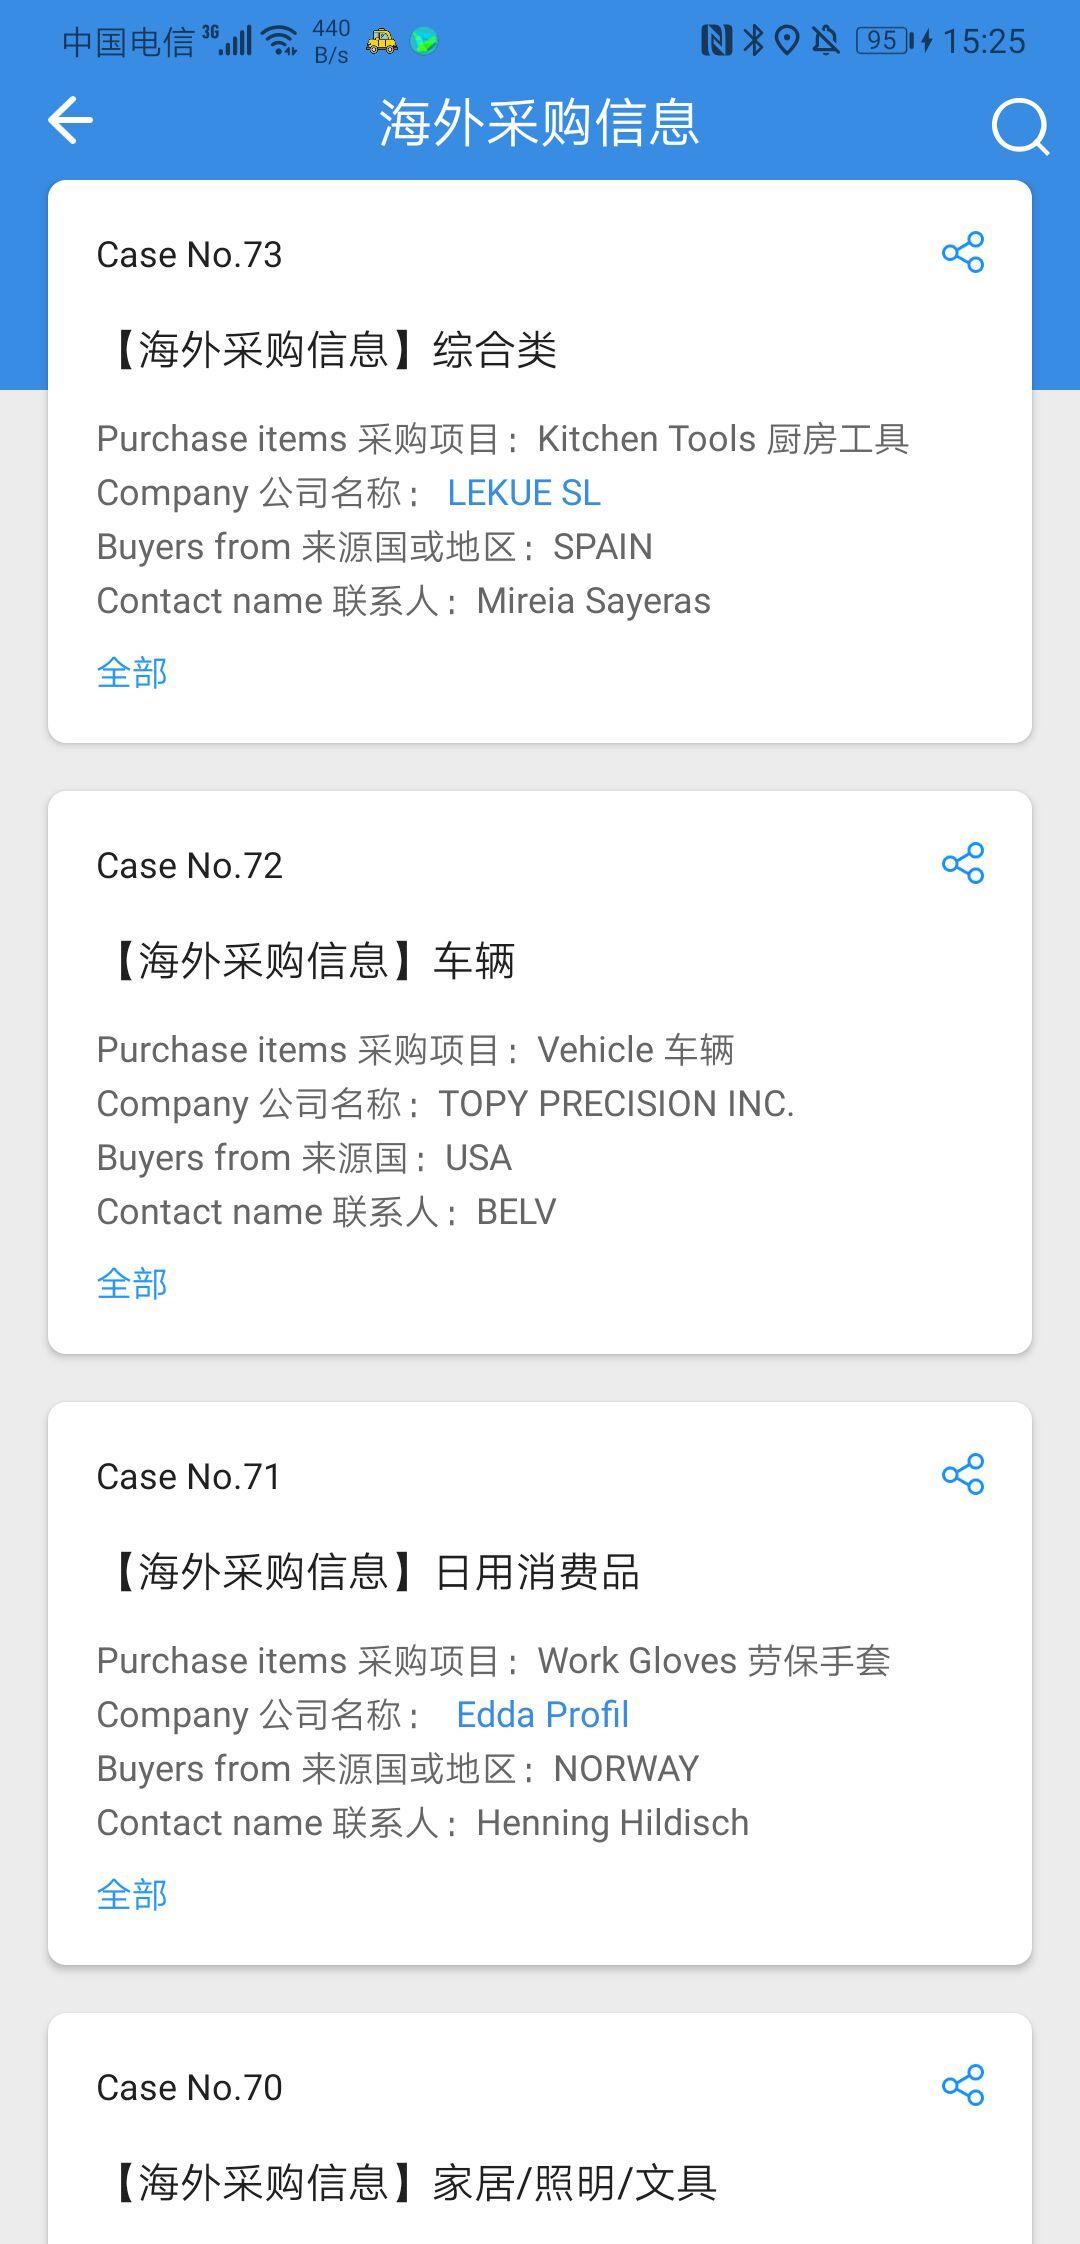 中国电信 3G 440 B/s 95 15:25
海外采购信息
Case No.73
【海外采购信息】综合类
Purchase items 采购项目：Kitchen Tools 厨房工具
Company 公司名称： LEKUE SL
Buyers from 来源国或地区：SPAIN
Contact name 联系人：Mireia Sayeras
全部
Case No.72
【海外采购信息】车辆
Purchase items 采购项目：Vehicle 车辆
Company 公司名称：TOPY PRECISION INC.
Buyers from 来源国：USA
Contact name 联系人：BELV
全部
Case No.71
【海外采购信息】日用消费品
Purchase items 采购项目：Work Gloves 劳保手套
Company 公司名称： Edda Profil
Buyers from 来源国或地区：NORWAY
Contact name 联系人：Henning Hildisch
全部
Case No.70
【海外采购信息】家居/照明/文具